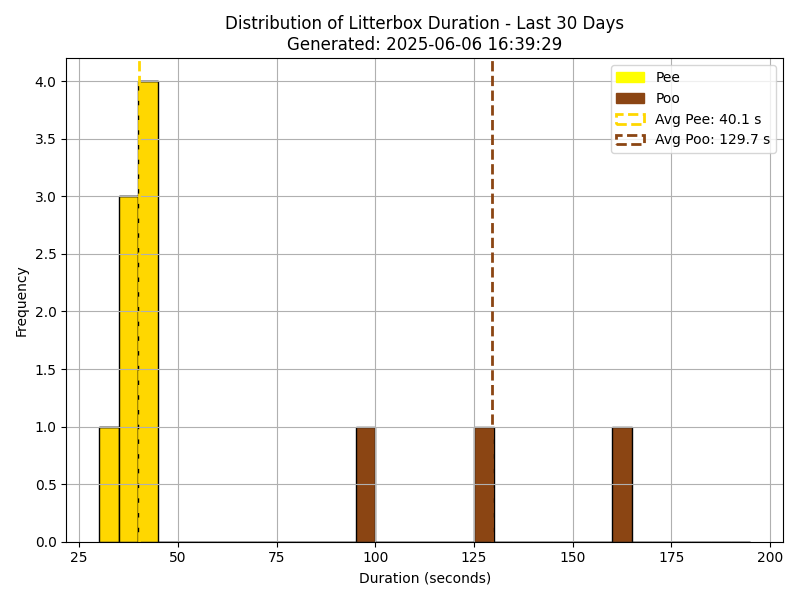 Distribution of Litterbox Duration - Last 30 Days
Generated: 2025-06-06 16:39:29
Pee
Poo
Avg Pee: 40.1 s
Avg Poo: 129.7 s
Frequency
4.0
3.5
3.0
2.5
2.0
1.5
1.0
0.5
0.0
25 50 75 100 125 150 175 200
Duration (seconds)